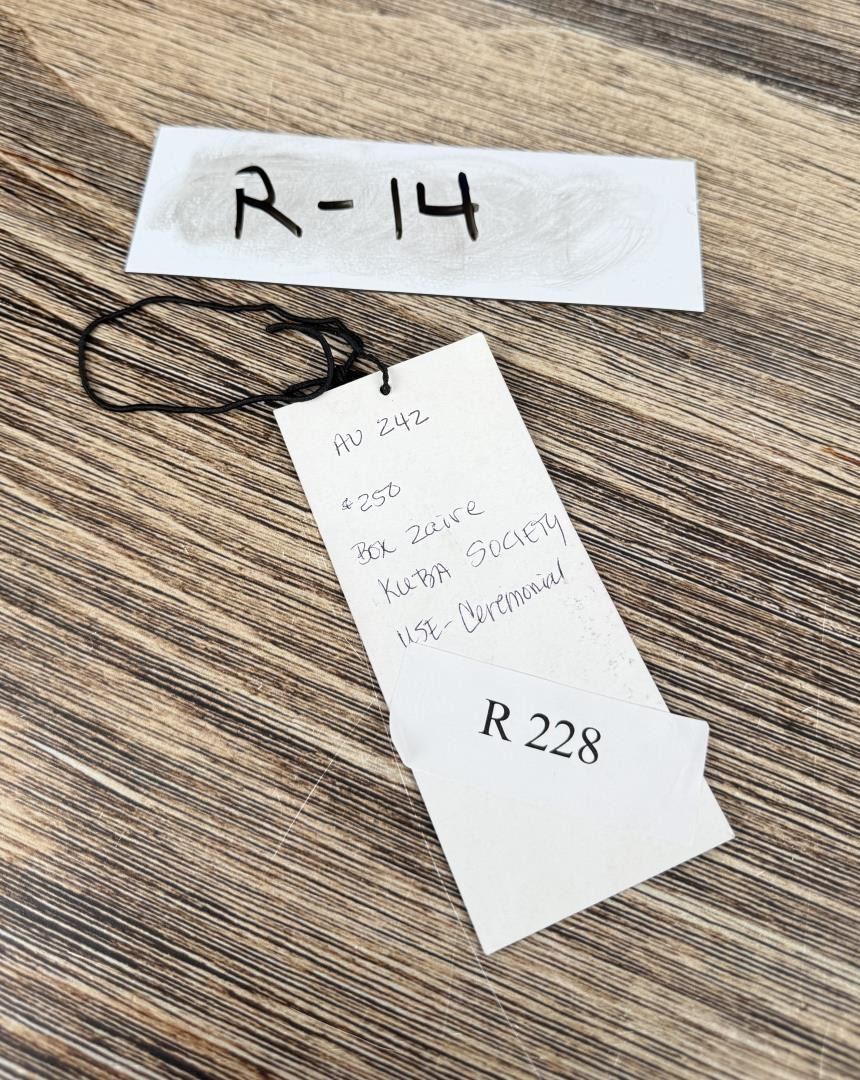 R-14
AU 242
$250
Box Zaire
KUBA SOCIETY
USE- Ceremonial
R 228